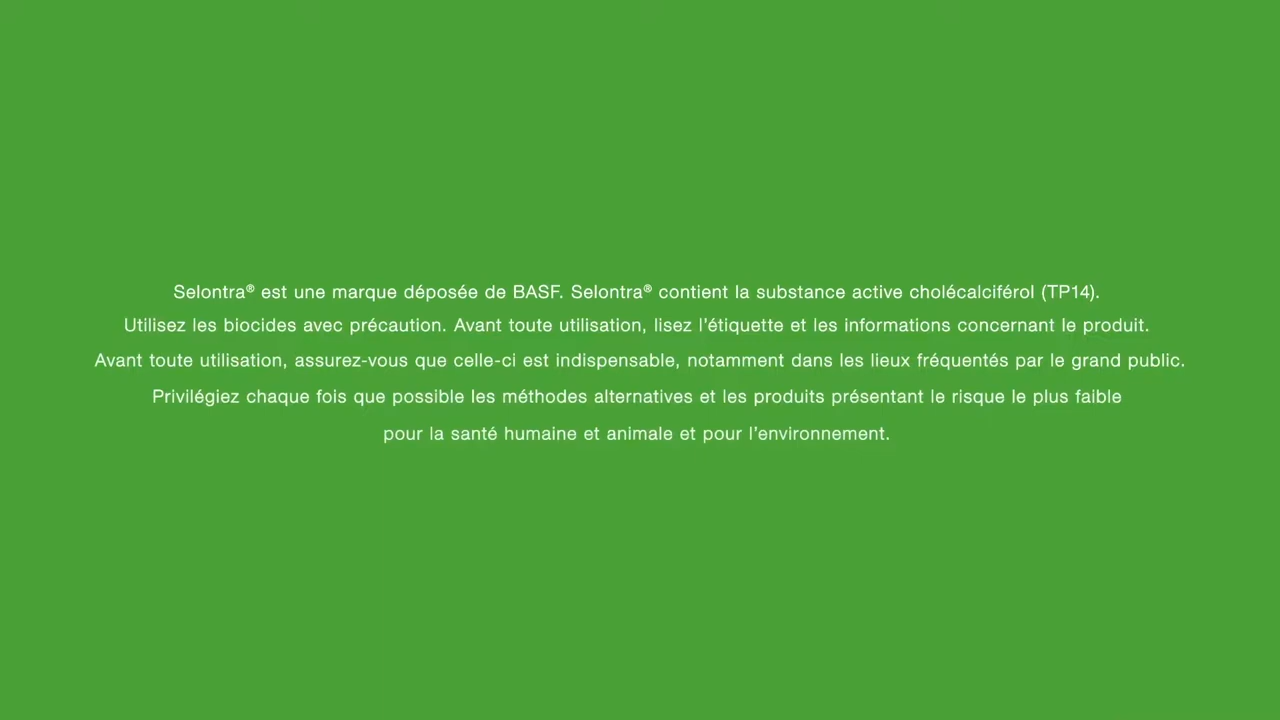 Selontra® est une marque déposée de BASF. Selontra® contient la substance active cholécalciférol (TP14).
Utilisez les biocides avec précaution. Avant toute utilisation, lisez l’étiquette et les informations concernant le produit.
Avant toute utilisation, assurez-vous que celle-ci est indispensable, notamment dans les lieux fréquentés par le grand public.
Privilégiez chaque fois que possible les méthodes alternatives et les produits présentant le risque le plus faible
pour la santé humaine et animale et pour l’environnement.